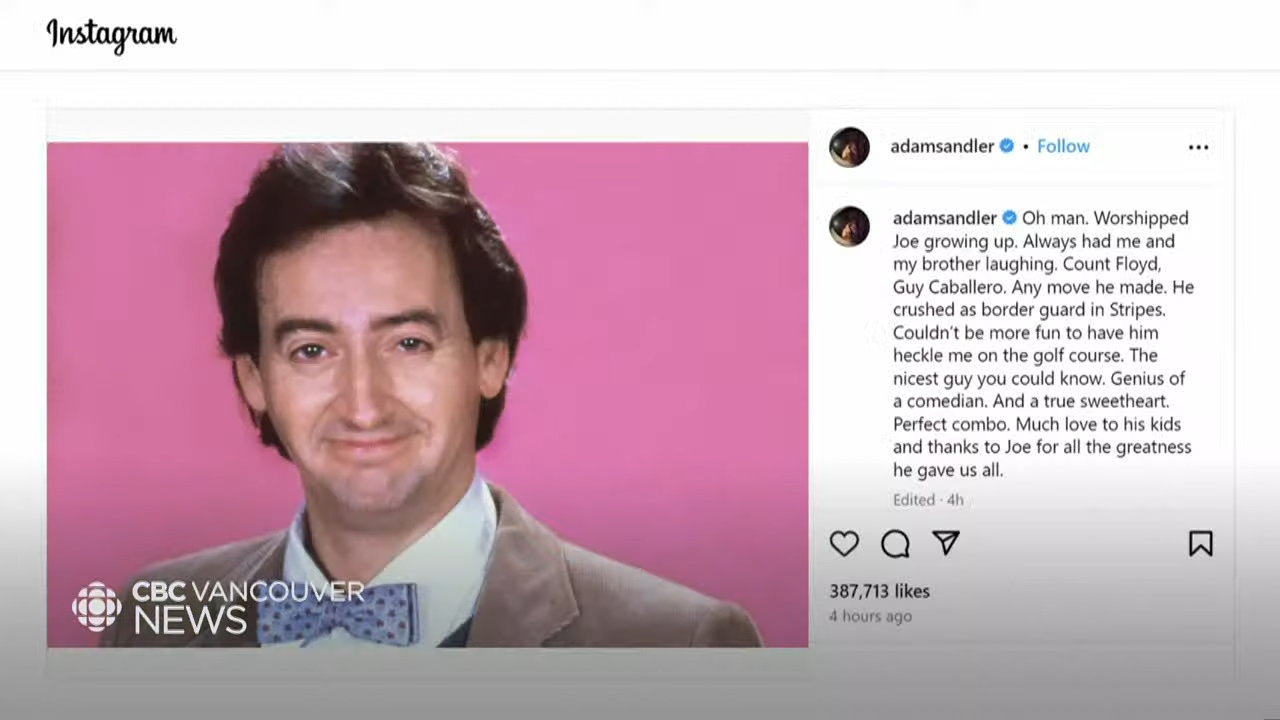 Instagram
adamsandler • Follow
adamsandler Oh man. Worshipped
Joe growing up. Always had me and
my brother laughing. Count Floyd,
Guy Caballero. Any move he made. He
crushed as border guard in Stripes.
Couldn't be more fun to have him
heckle me on the golf course. The
nicest guy you could know. Genius of
a comedian. And a true sweetheart.
Perfect combo. Much love to his kids
and thanks to Joe for all the greatness
he gave us all.
Edited · 4h
387,713 likes
4 hours ago
CBC VANCOUVER
NEWS